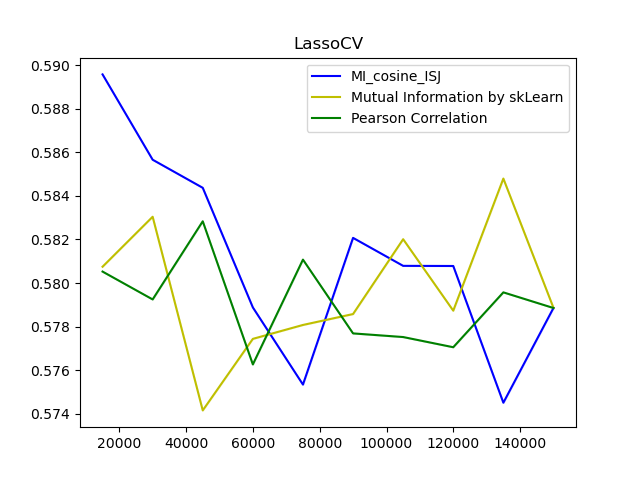 LassoCV
MI_cosine_ISJ
Mutual Information by skLearn
Pearson Correlation
0.590
0.588
0.586
0.584
0.582
0.580
0.578
0.576
0.574
20000 40000 60000 80000 100000 120000 140000